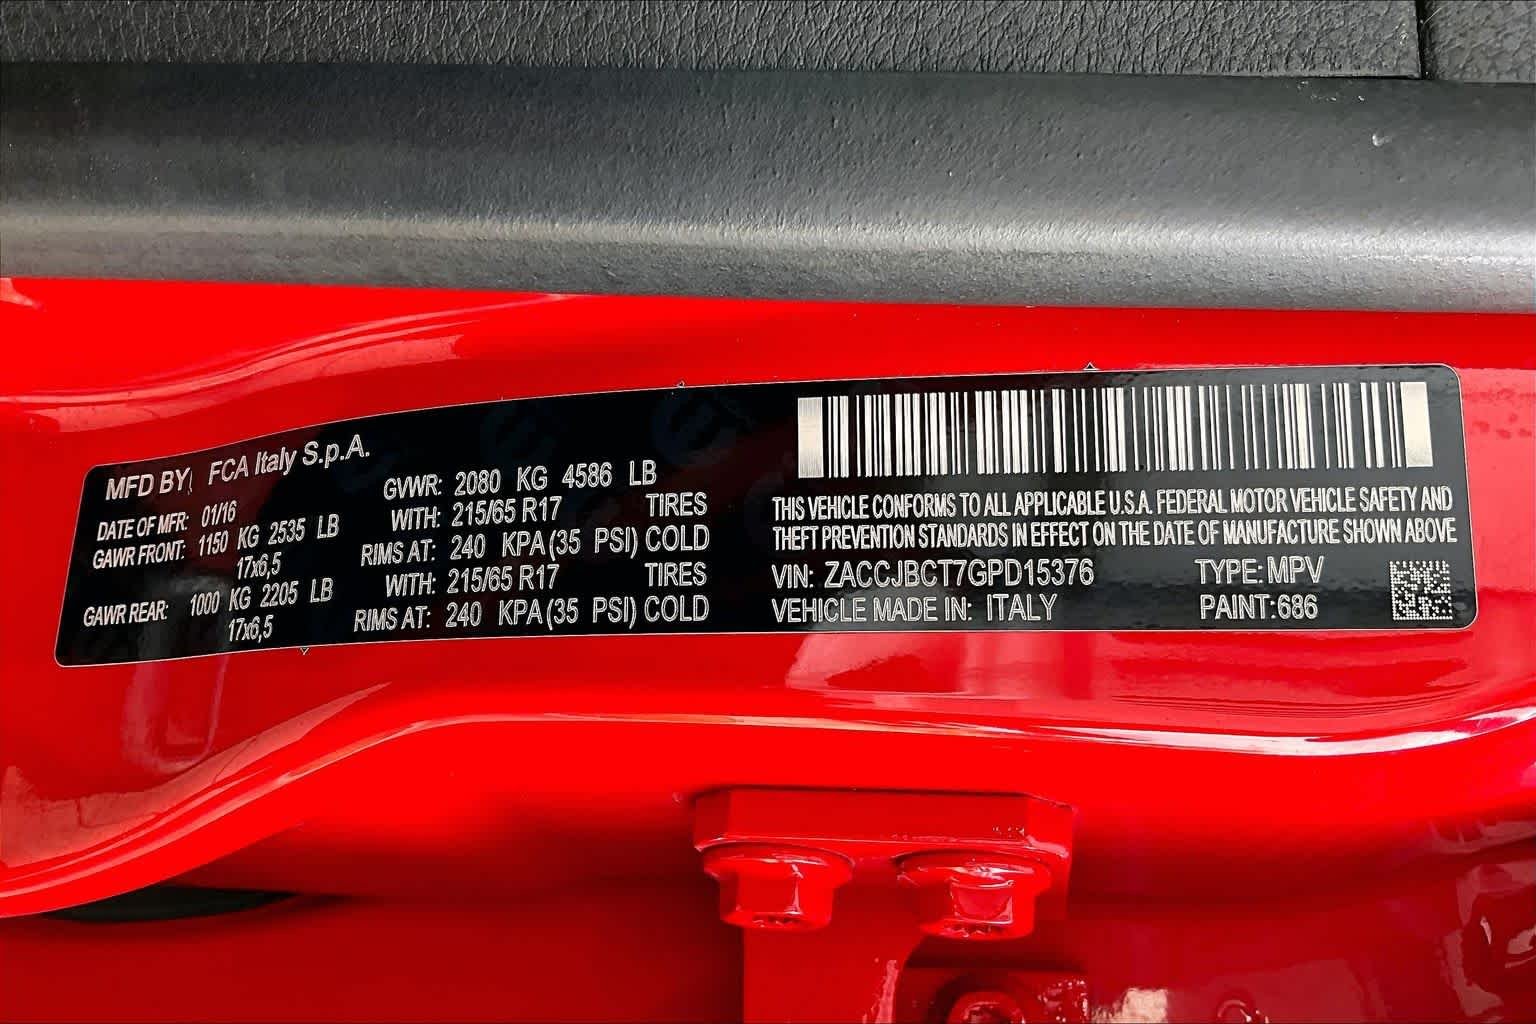 MFD BY: FCA Italy S.p.A.
DATE OF MFR: 01/16
GAWR FRONT: 1150 KG 2535 LB
17x6,5
GAWR REAR: 1000 KG 2205 LB
17x6,5
GVWR: 2080 KG 4586 LB
WITH: 215/65 R17 TIRES
RIMS AT: 240 KPA(35 PSI) COLD
WITH: 215/65 R17 TIRES
RIMS AT: 240 KPA(35 PSI) COLD
THIS VEHICLE CONFORMS TO ALL APPLICABLE U.S.A. FEDERAL MOTOR VEHICLE SAFETY AND
THEFT PREVENTION STANDARDS IN EFFECT ON THE DATE OF MANUFACTURE SHOWN ABOVE
VIN: ZACCJBCT7GPD15376 TYPE: MPV
VEHICLE MADE IN: ITALY PAINT: 686